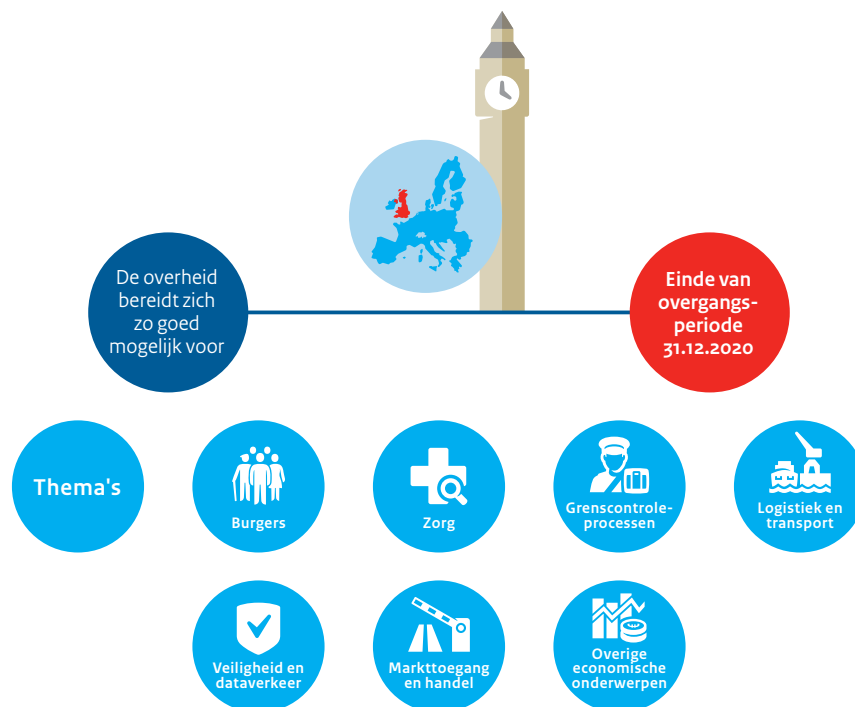 De overheid
bereidt zich
zo goed
mogelijk voor
Einde van
overgangs-
periode
31.12.2020
Thema's
Burgers
Zorg
Grenscontrole-
processen
Logistiek en
transport
Veiligheid en
dataverkeer
Markttoegang
en handel
Overige
economische
onderwerpen